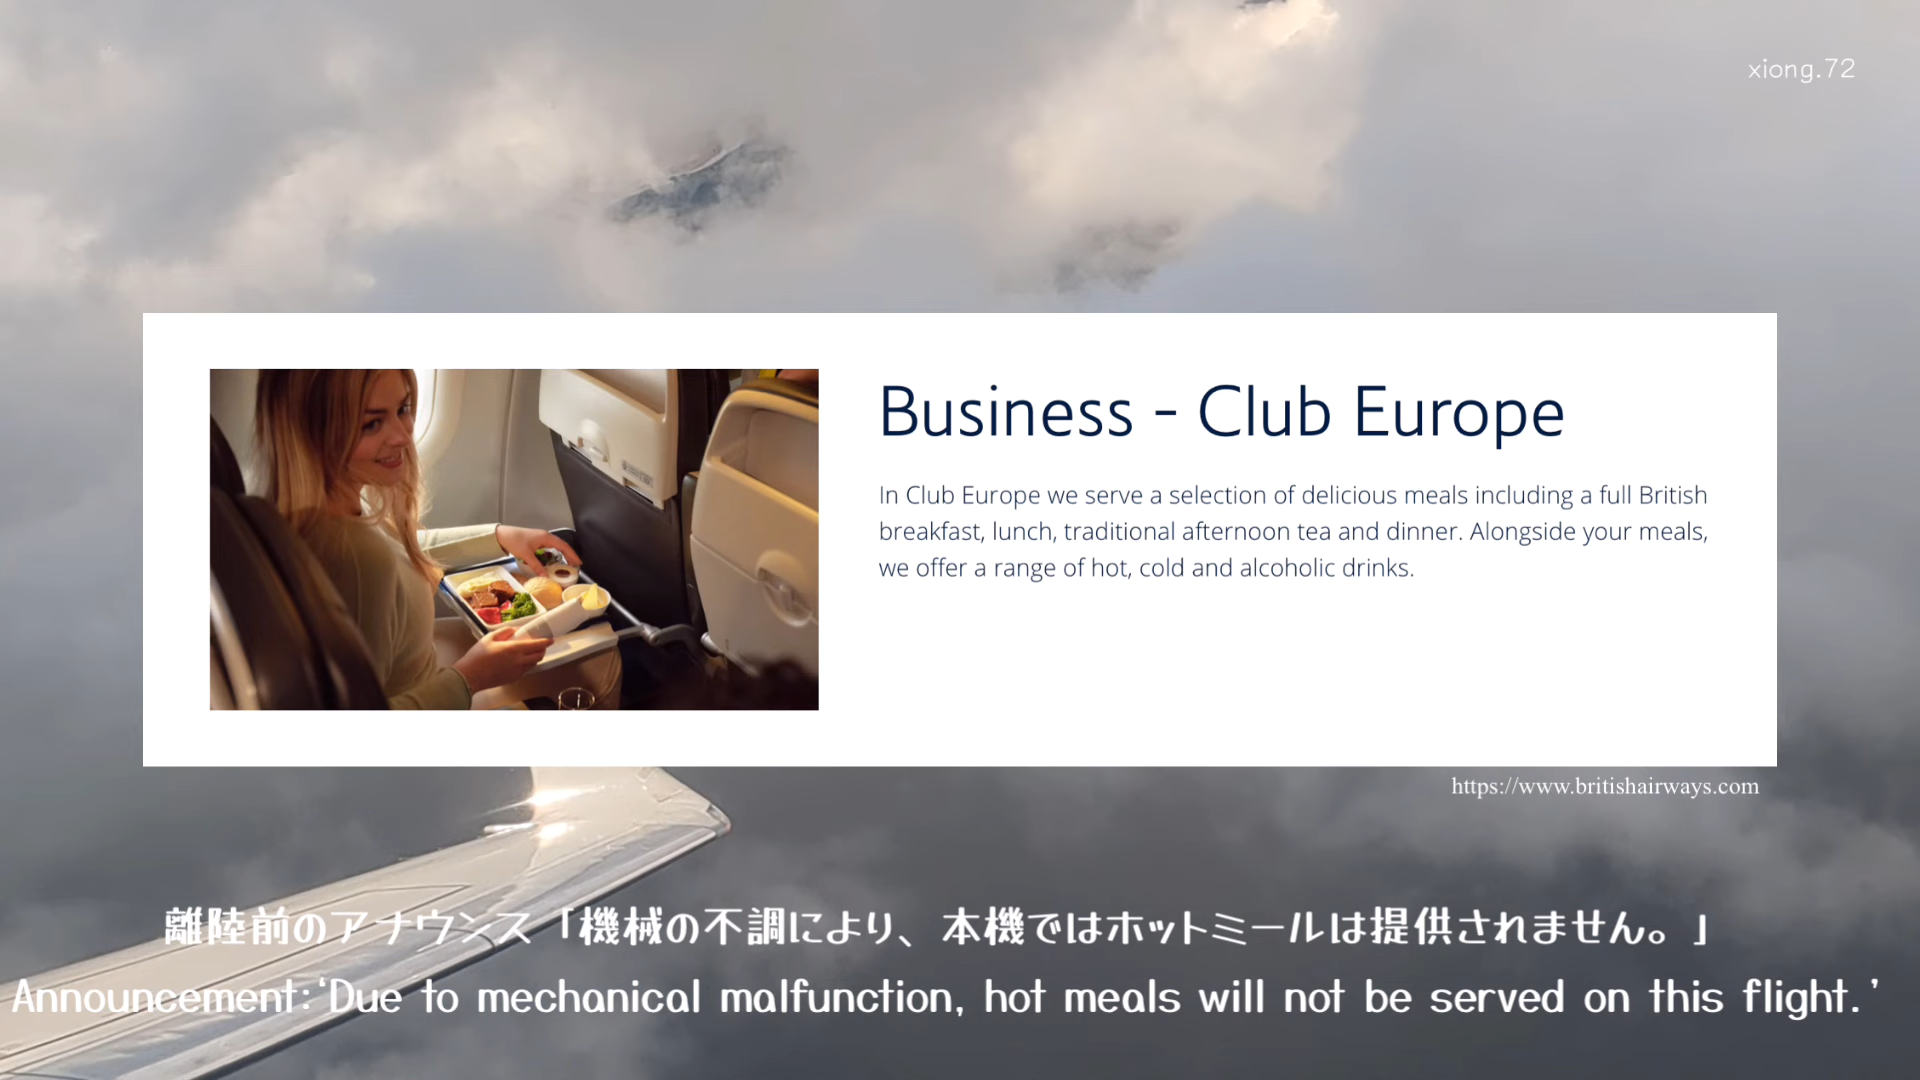 xiong.72
Business - Club Europe
In Club Europe we serve a selection of delicious meals including a full British
breakfast, lunch, traditional afternoon tea and dinner. Alongside your meals,
we offer a range of hot, cold and alcoholic drinks.
https://www.britishairways.com
離陸前のアナウンス「機械の不調により、本機ではホットミールは提供されません。」
Announcement:‘Due to mechanical malfunction, hot meals will not be served on this flight.’